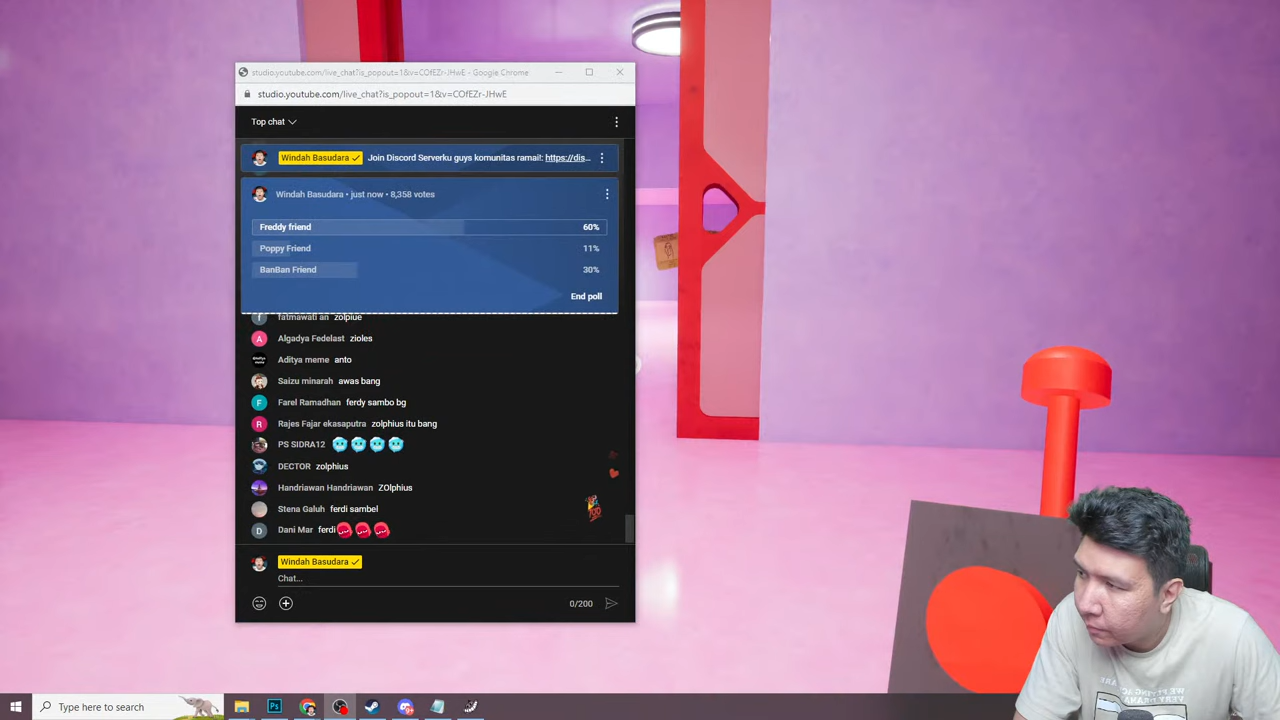 studio.youtube.com/live_chat?is_popout=1&v=COfEZr-JHwE - Google Chrome
studio.youtube.com/live_chat?is_popout=1&v=COfEZr-JHwE
Top chat
Windah Basudara Join Discord Serverku guys komunitas ramai!: https://dis...
Windah Basudara • just now • 8,358 votes
Freddy friend 60%
Poppy Friend 11%
BanBan Friend 30%
End poll
fatmawati an zolpiue
Algadya Fedelast zioles
Aditya meme anto
Saizu minarah awas bang
Farel Ramadhan ferdy sambo bg
Rajes Fajar ekasaputra zolphius itu bang
PS SIDRA12
DECTOR zolphius
Handriawan Handriawan ZOlphius
Stena Galuh ferdi sambel
Dani Mar ferdi
Windah Basudara
Chat...
0/200
Type here to search